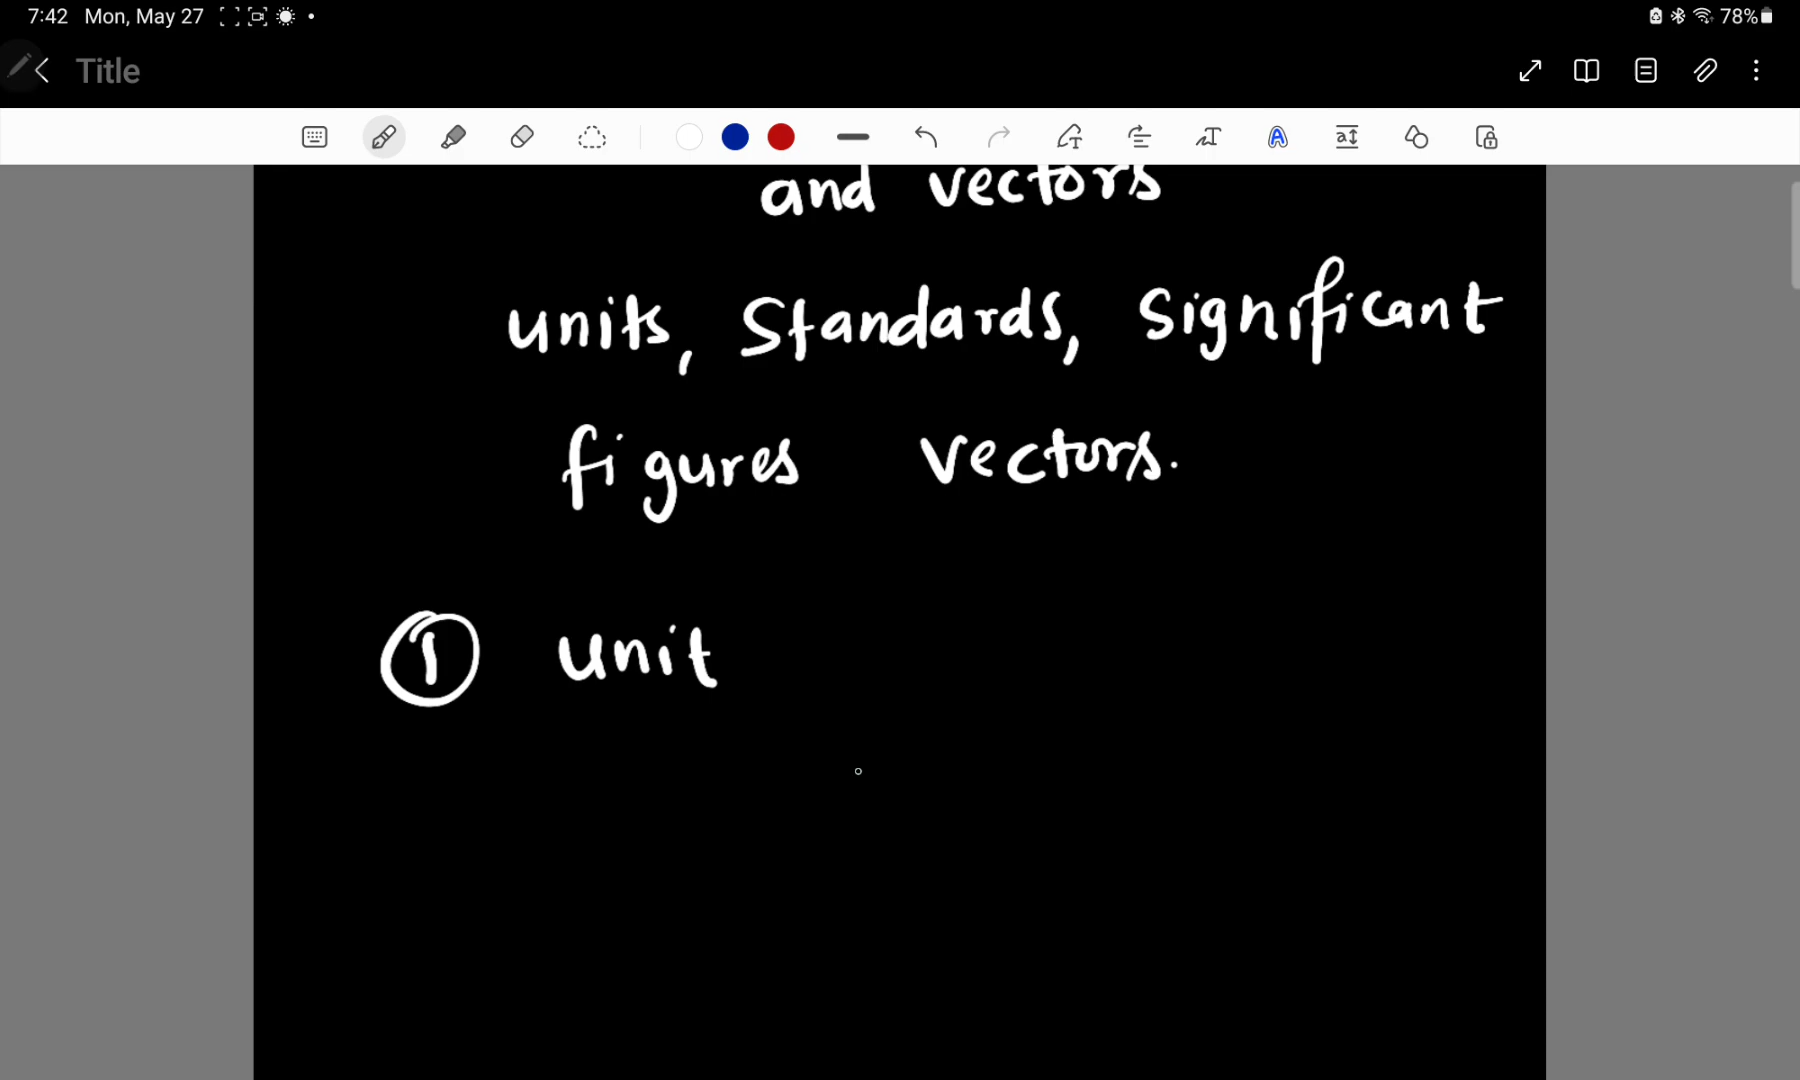 7:42 Mon, May 27 78%
Title
and vectors
units, Standards, Significant
figures vectors.
1 unit